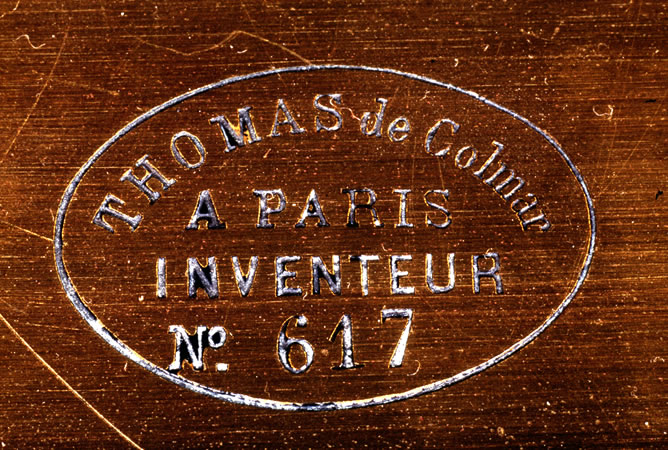 THOMAS de Colmar
A PARIS
INVENTEUR
Nº. 617